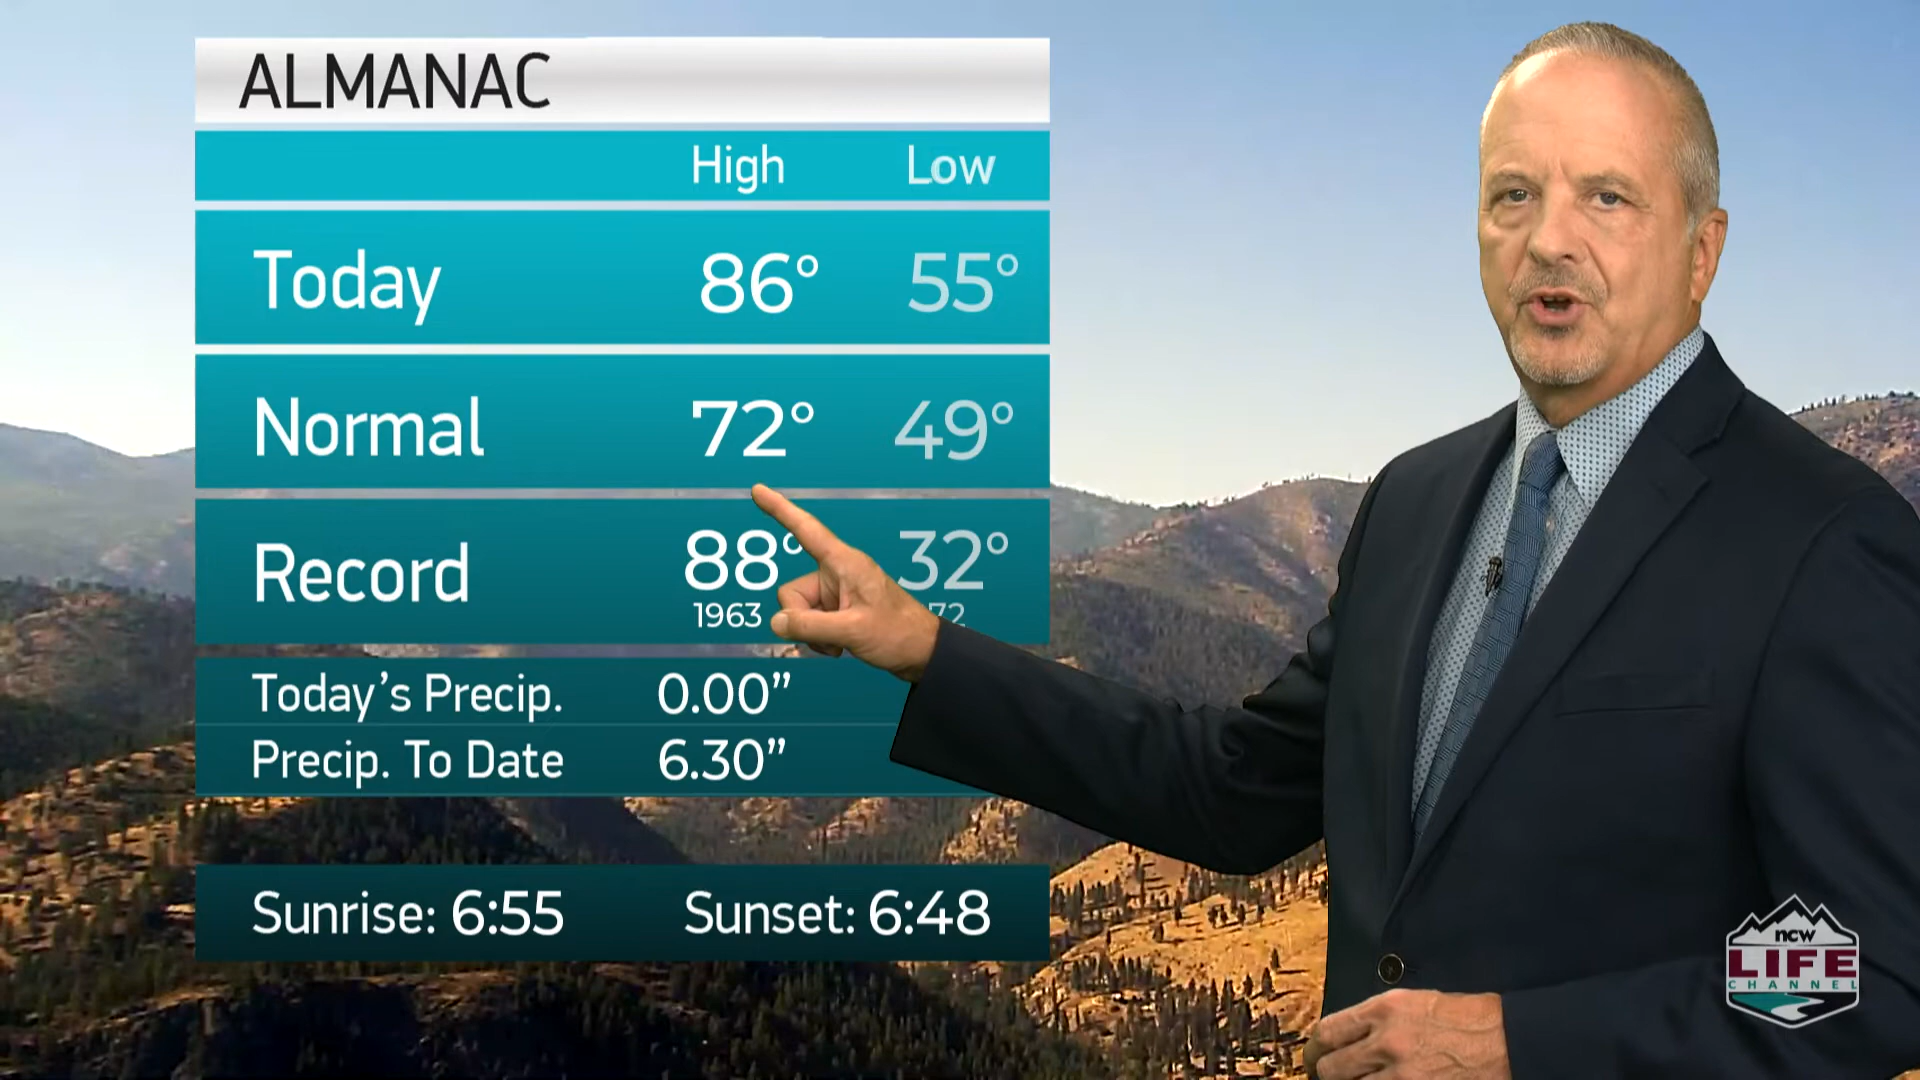 ALMANAC
High Low
Today 86° 55°
Normal 72° 49°
Record 88° 32°
1963 72
Today's Precip. 0.00”
Precip. To Date 6.30”
Sunrise: 6:55 Sunset: 6:48
ncw
LIFE
CHANNEL